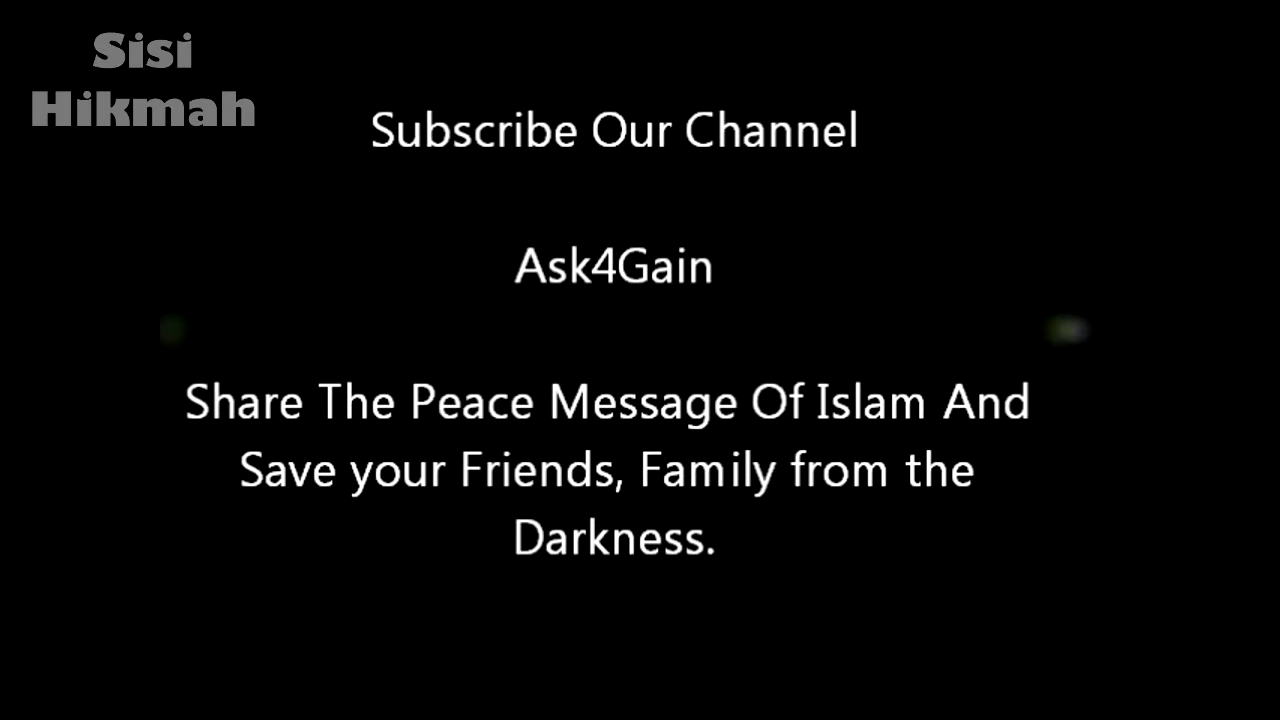 Sisi
Hikmah
Subscribe Our Channel
Ask4Gain
Share The Peace Message Of Islam And
Save your Friends, Family from the
Darkness.